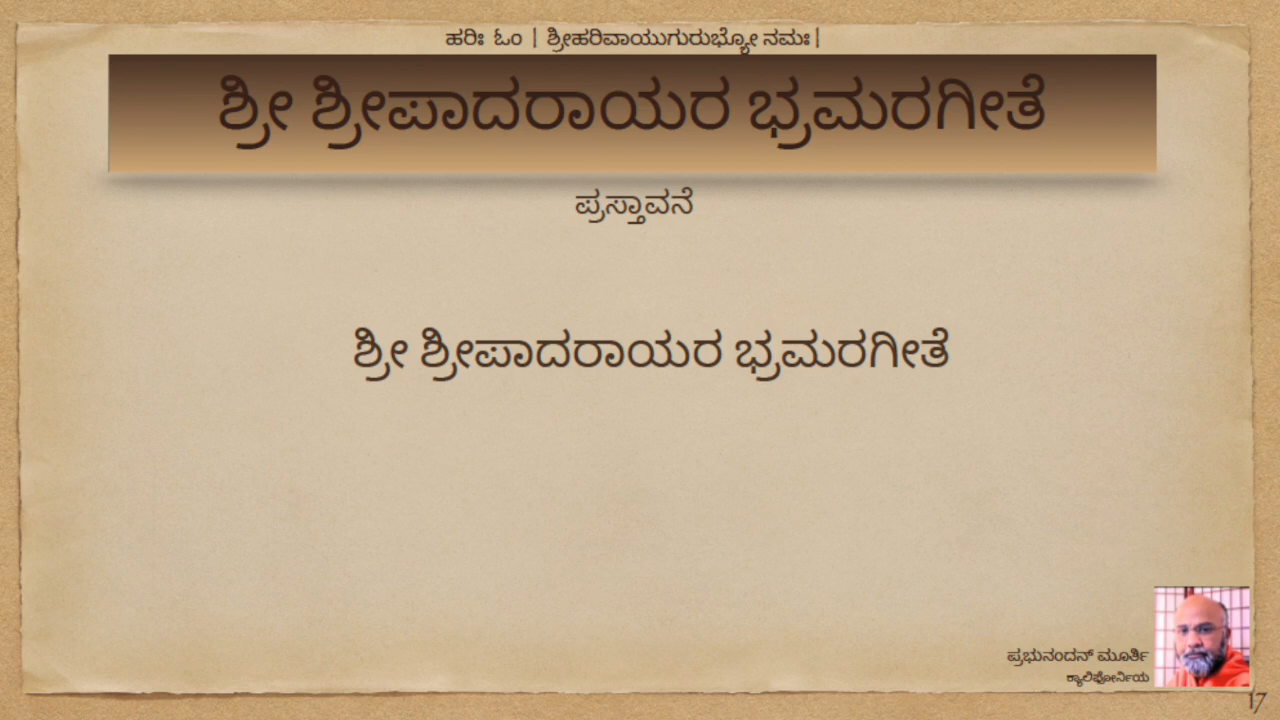 ಹರಿಃ ಓಂ | ಶ್ರೀಹರಿವಾಯುಗುರುಭ್ಯೋ ನಮಃ|
ಶ್ರೀ ಶ್ರೀಪಾದರಾಯರ ಭ್ರಮರಗೀತೆ
ಪ್ರಸ್ತಾವನೆ
ಶ್ರೀ ಶ್ರೀಪಾದರಾಯರ ಭ್ರಮರಗೀತೆ
ಪ್ರಭುನಂದನ್ ಮೂರ್ತಿ
ಕ್ಯಾಲಿಫೋರ್ನಿಯ
17